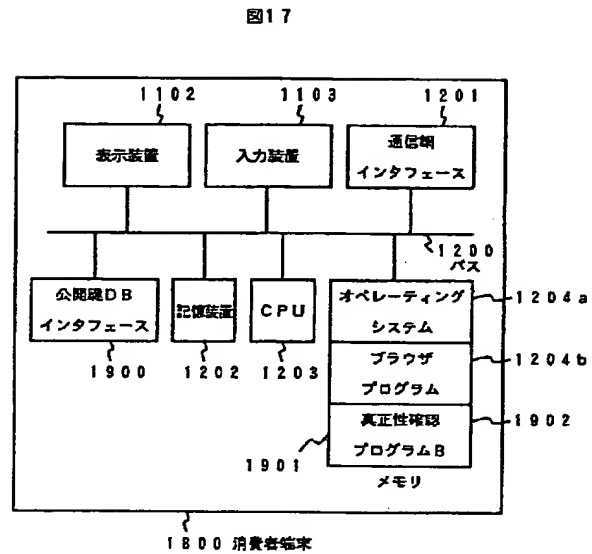 図17
1102
1103
1201
表示装置
入力装置
通信網
インタフェース
1200
バス
公開鍵DB
インタフェース
記憶装置
CPU
オペレーティング
システム
1204a
ブラウザ
プログラム
1204b
真正性確認
プログラムB
1902
1900
1202
1203
1901
メモリ
1800 消費者端末